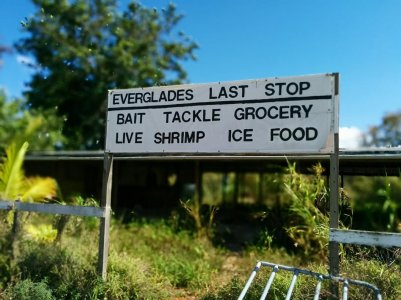 EVERGLADES LAST STOP
BAIT TACKLE GROCERY
LIVE SHRIMP ICE FOOD